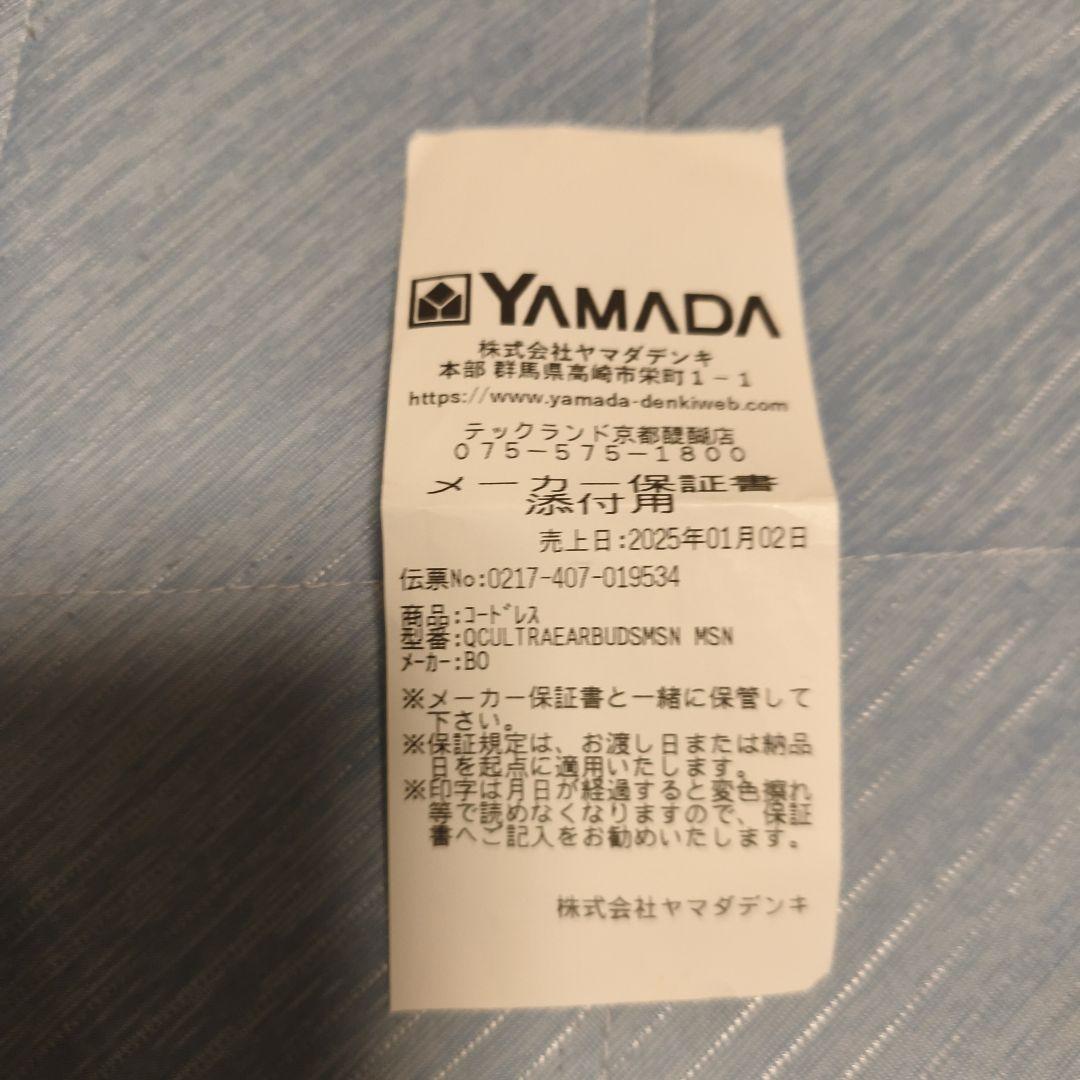 YAMADA
株式会社ヤマダデンキ
本部 群馬県高崎市栄町１－１
https://www.yamada-denkiweb.com
テックランド京都醍醐店
０７５－５７５－１８００
メーカー保証書
添付用
売上日:2025年01月02日
伝票No:0217-407-019534
商品:ｺｰﾄﾞﾚｽ
型番:QCULTRAEARBUDSMSN MSN
ﾒｰｶｰ:BO
※メーカー保証書と一緒に保管して
下さい。
※保証規定は、お渡し日または納品
日を起点に適用いたします。
※印字は月日が経過すると変色擦れ
等で読めなくなりますので、保証
書へご記入をお勧めいたします。
株式会社ヤマダデンキ